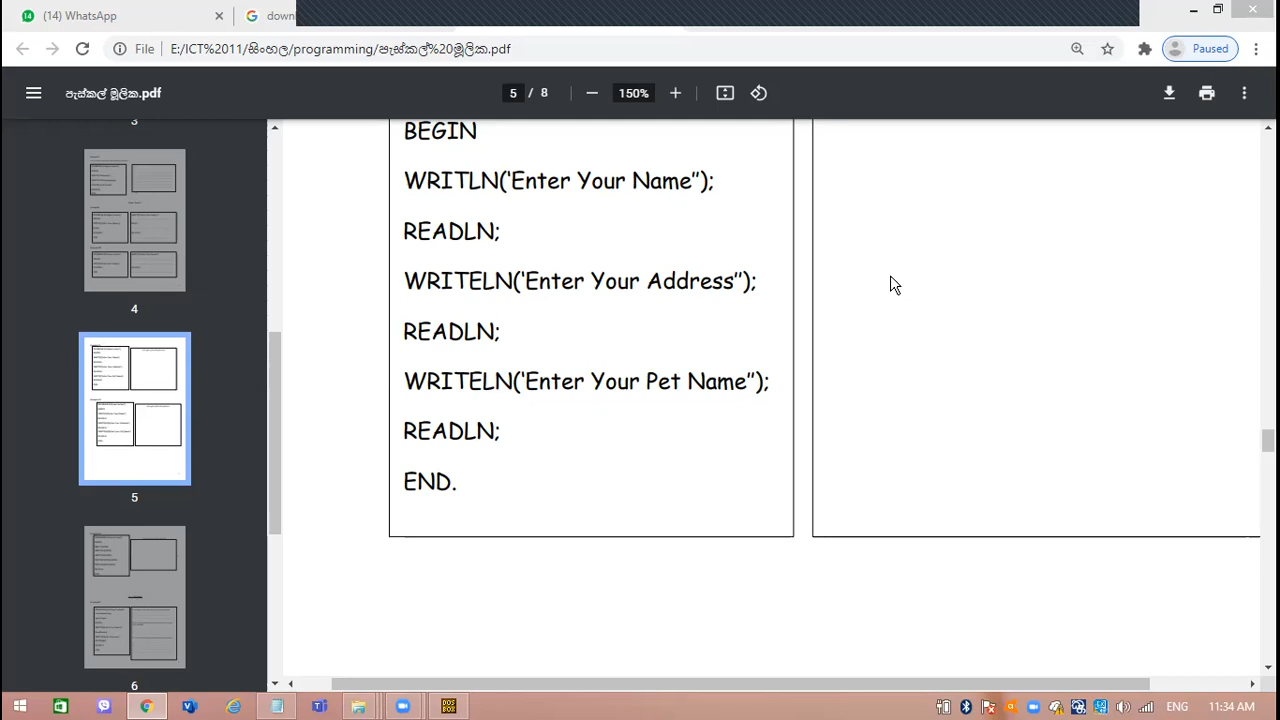 (14) WhatsApp
downl
File
E:/ICT%2011/සිංහල/programming/පැස්කල්%20මූලික.pdf
Paused
පැස්කල් මූලික.pdf
5 / 8
150%
3
4
5
6
BEGIN
WRITLN('Enter Your Name");
READLN;
WRITELN('Enter Your Address");
READLN;
WRITELN('Enter Your Pet Name");
READLN;
END.
ENG
11:34 AM